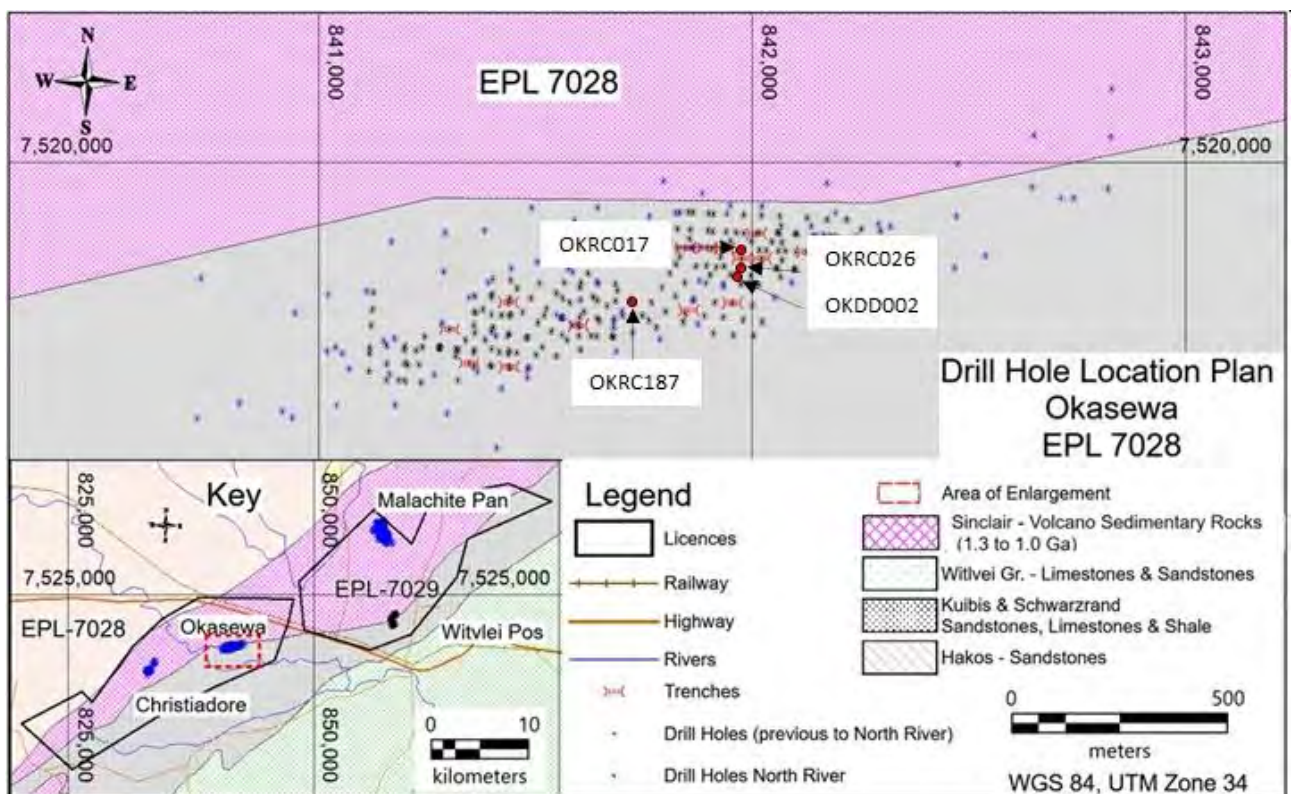 N
W E
S
841,000
842,000
843,000
EPL 7028
7,520,000
7,520,000
OKRC017
OKRC026
OKDD002
OKRC187
Drill Hole Location Plan
Okasewa
EPL 7028
Key
825,000
850,000
Malachite Pan
7,525,000
7,525,000
EPL-7029
EPL-7028
Okasewa
Witvlei Pos
Christiadore
825,000
850,000
0 10
kilometers
Legend
Licences
Railway
Highway
Rivers
Trenches
Drill Holes (previous to North River)
Drill Holes North River
Area of Enlargement
Sinclair - Volcano Sedimentary Rocks
(1.3 to 1.0 Ga)
Witlvei Gr. - Limestones & Sandstones
Kuibis & Schwarzrand
Sandstones, Limestones & Shale
Hakos - Sandstones
0 500
meters
WGS 84, UTM Zone 34